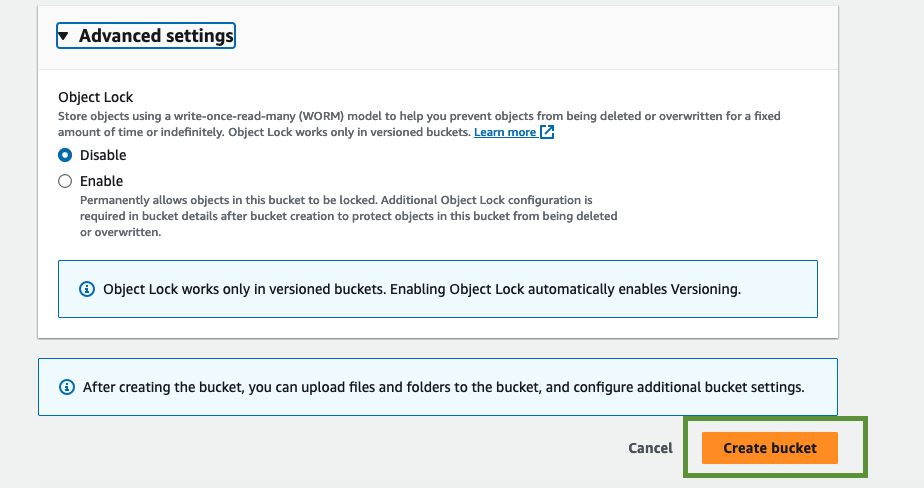 Advanced settings
Object Lock
Store objects using a write-once-read-many (WORM) model to help you prevent objects from being deleted or overwritten for a fixed
amount of time or indefinitely. Object Lock works only in versioned buckets. Learn more
Disable
Enable
Permanently allows objects in this bucket to be locked. Additional Object Lock configuration is
required in bucket details after bucket creation to protect objects in this bucket from being deleted
or overwritten.
Object Lock works only in versioned buckets. Enabling Object Lock automatically enables Versioning.
After creating the bucket, you can upload files and folders to the bucket, and configure additional bucket settings.
Cancel Create bucket